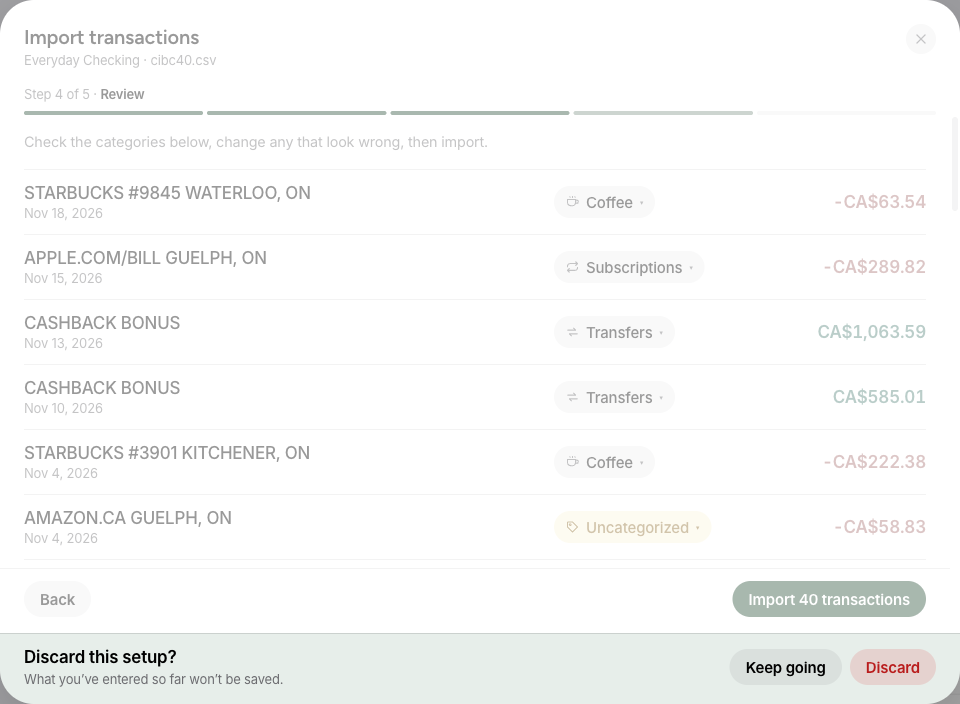 Import transactions
Everyday Checking · cibc40.csv
Step 4 of 5 · Review
Check the categories below, change any that look wrong, then import.
STARBUCKS #9845 WATERLOO, ON
Nov 18, 2026
Coffee
-CA$63.54
APPLE.COM/BILL GUELPH, ON
Nov 15, 2026
Subscriptions
-CA$289.82
CASHBACK BONUS
Nov 13, 2026
Transfers
CA$1,063.59
CASHBACK BONUS
Nov 10, 2026
Transfers
CA$585.01
STARBUCKS #3901 KITCHENER, ON
Nov 4, 2026
Coffee
-CA$222.38
AMAZON.CA GUELPH, ON
Nov 4, 2026
Uncategorized
-CA$58.83
Back
Import 40 transactions
Discard this setup?
What you’ve entered so far won’t be saved.
Keep going
Discard